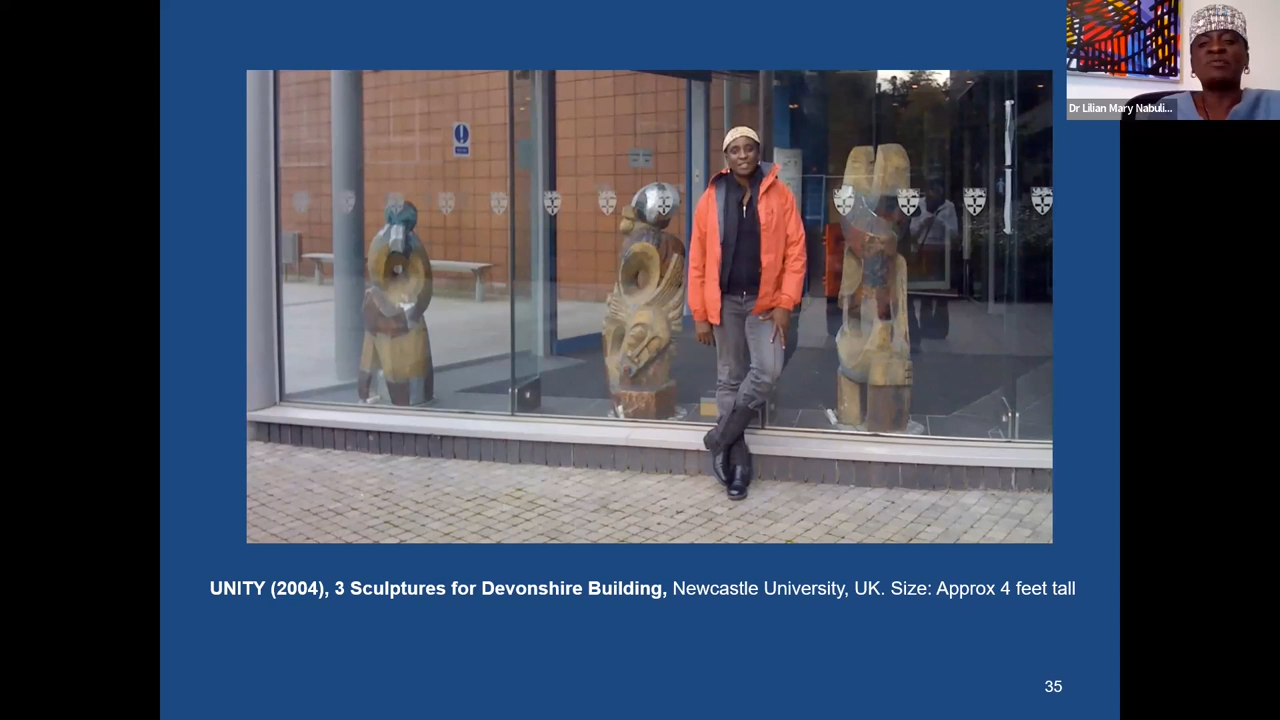 Dr Lilian Mary Nabuli...
UNITY (2004), 3 Sculptures for Devonshire Building, Newcastle University, UK. Size: Approx 4 feet tall
35